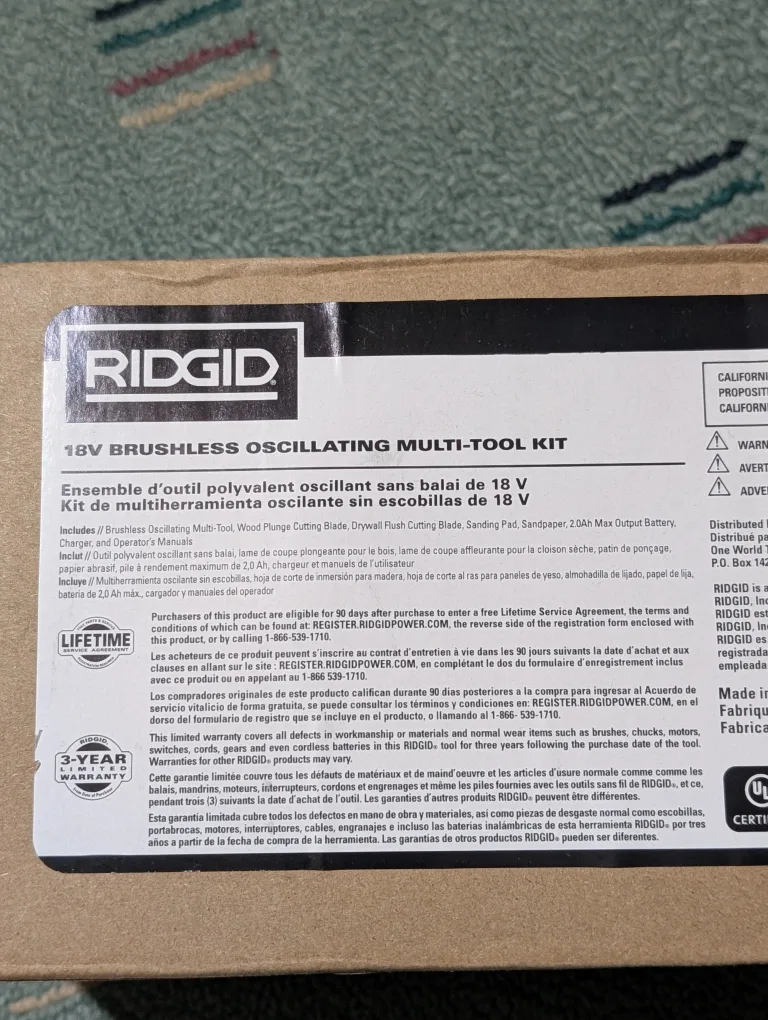 RIDGID®
18V BRUSHLESS OSCILLATING MULTI-TOOL KIT
Ensemble d'outil polyvalent oscillant sans balai de 18 V
Kit de multiherramienta oscilante sin escobillas de 18 V
Includes // Brushless Oscillating Multi-Tool, Wood Plunge Cutting Blade, Drywall Flush Cutting Blade, Sanding Pad, Sandpaper, 2.0Ah Max Output Battery,
Charger, and Operator's Manuals
Inclut // Outil polyvalent oscillant sans balai, lame de coupe plongeante pour le bois, lame de coupe affleurante pour la cloison sèche, patin de ponçage,
papier abrasif, pile à rendement maximum de 2,0 Ah, chargeur et manuels de l'utilisateur
Incluye // Multiherramienta oscilante sin escobillas, hoja de corte de inmersión para madera, hoja de corte al ras para paneles de yeso, almohadilla de lijado, papel de lija,
batería de 2,0 Ah máx., cargador y manuales del operador
LIFETIME
SERVICE AGREEMENT
Purchasers of this product are eligible for 90 days after purchase to enter a free Lifetime Service Agreement, the terms and
conditions of which can be found at: REGISTER.RIDGIDPOWER.COM, the reverse side of the registration form enclosed with
this product, or by calling 1-866-539-1710.
Les acheteurs de ce produit peuvent s'inscrire au contrat d'entretien à vie dans les 90 jours suivants la date d'achat et aux
clauses en allant sur le site : REGISTER.RIDGIDPOWER.COM, en complétant le dos du formulaire d'enregistrement inclus
avec ce produit ou en appelant au 1-866 539-1710.
Los compradores originales de este producto califican durante 90 días posteriores a la compra para ingresar al Acuerdo de
servicio vitalicio de forma gratuita, se puede consultar los términos y condiciones en: REGISTER.RIDGIDPOWER.COM, en el
dorso del formulario de registro que se incluye en el producto, o llamando al 1-866- 539-1710.
RIDGID
3-YEAR
LIMITED
WARRANTY
From Date of Purchase
This limited warranty covers all defects in workmanship or materials and normal wear items such as brushes, chucks, motors,
switches, cords, gears and even cordless batteries in this RIDGID® tool for three years following the purchase date of the tool.
Warranties for other RIDGID® products may vary.
Cette garantie limitée couvre tous les défauts de matériaux et de maind'oeuvre et les articles d'usure normale comme comme les
balais, mandrins, moteurs, interrupteurs, cordons et engrenages et même les piles fournies avec les outils sans fil de RIDGID®, et ce,
pendant trois (3) suivants la date d'achat de l'outil. Les garanties d'autres produits RIDGID® peuvent être différentes.
Esta garantía limitada cubre todos los defectos en mano de obra y materiales, así como piezas de desgaste normal como escobillas,
portabrocas, motores, interruptores, cables, engranajes e incluso las baterías inalámbricas de esta herramienta RIDGID® por tres
años a partir de la fecha de compra de la herramienta. Las garantías de otros productos RIDGID® pueden ser diferentes.
CALIFORNI
PROPOSIT
CALIFORN
WARN
AVERT
ADVE
Distributed
Distribué pa
One World T
P.O. Box 142
RIDGID is a
RIDGID, Inc
RIDGID est
RIDGID, In
RIDGID es
registrada
empleada
Made in
Fabriqu
Fabrica
UL
CERTI